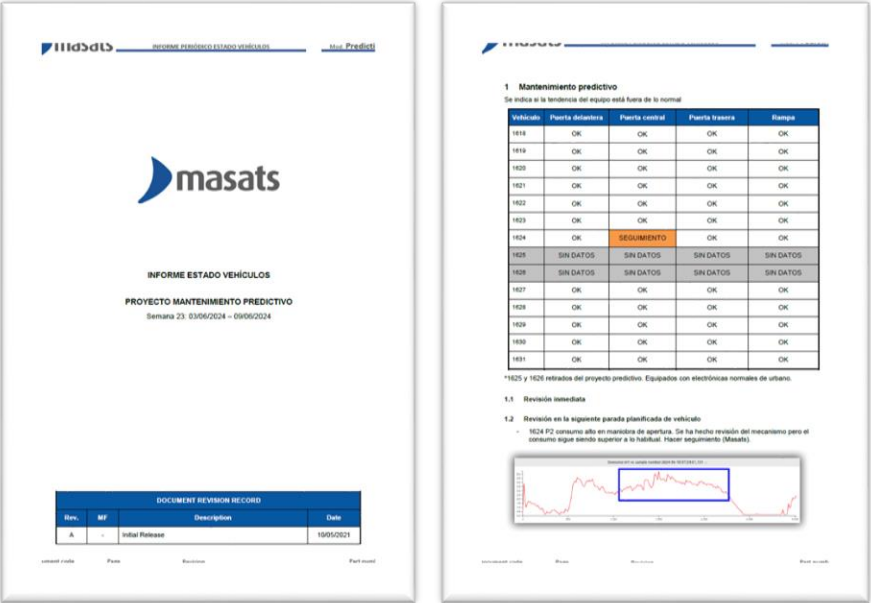 masats INFORME PERIÓDICO ESTADO VEHÍCULOS Mod. Predicti
masats
INFORME ESTADO VEHÍCULOS
PROYECTO MANTENIMIENTO PREDICTIVO
Semana 23: 03/06/2024 – 09/06/2024
DOCUMENT REVISION RECORD
Rev. MF Description Date
A - Initial Release 10/05/2021
Page Revision
masats
1 Mantenimiento predictivo
Se indica si la tendencia del equipo está fuera de lo normal
Vehículo Puerta delantera Puerta central Puerta trasera Rampa
1618 OK OK OK OK
1619 OK OK OK OK
1620 OK OK OK OK
1621 OK OK OK OK
1622 OK OK OK OK
1623 OK OK OK OK
1624 OK SEGUIMIENTO OK OK
1625 SIN DATOS SIN DATOS SIN DATOS SIN DATOS
1626 SIN DATOS SIN DATOS SIN DATOS SIN DATOS
1627 OK OK OK OK
1628 OK OK OK OK
1629 OK OK OK OK
1630 OK OK OK OK
1631 OK OK OK OK
*1625 y 1626 retirados del proyecto predictivo. Equipados con electrónicas normales de urbano.
1.1 Revisión inmediata
1.2 Revisión en la siguiente parada planificada de vehículo
- 1624 P2 consumo alto en maniobra de apertura. Se ha hecho revisión del mecanismo pero el
consumo sigue siendo superior a lo habitual. Hacer seguimiento (Masats).